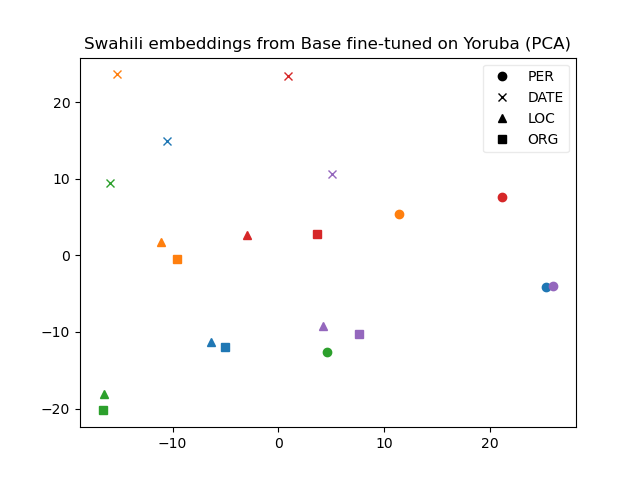 Swahili embeddings from Base fine-tuned on Yoruba (PCA)
PER
DATE
LOC
ORG
20
10
0
−10
−20
−10 0 10 20